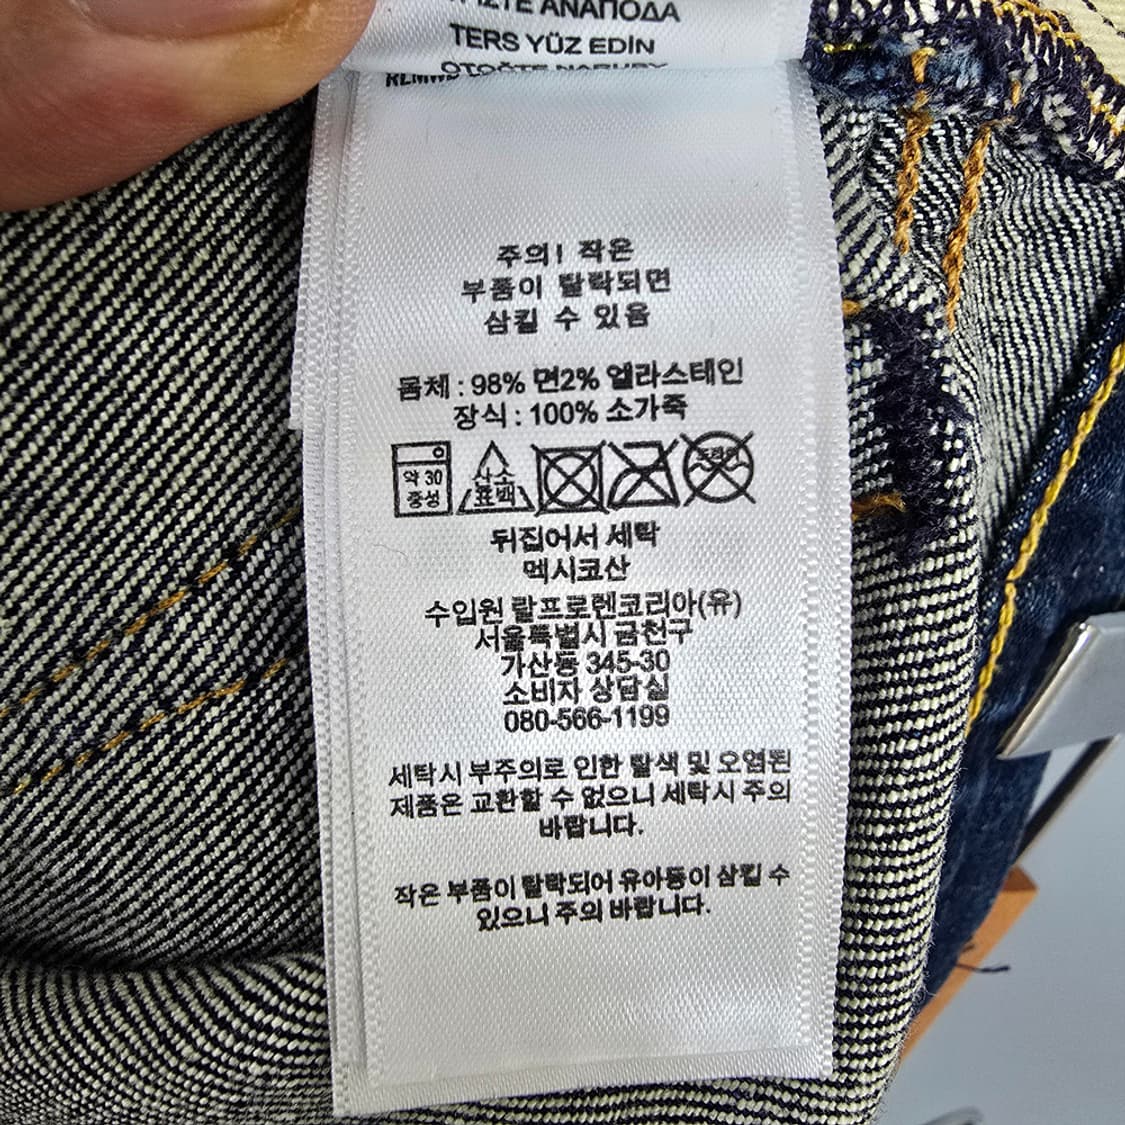 ΑΝΑΠΟΔΑ
TERS YÜZ EDİN
주의! 작은
부품이 탈락되면
삼킬 수 있음
몸체 : 98% 면2% 엘라스테인
장식 : 100% 소가죽
약 30
중성
산소
표백
드라이
뒤집어서 세탁
멕시코산
수입원 랄프로렌코리아(유)
서울특별시 금천구
가산동 345-30
소비자 상담실
080-566-1199
세탁시 부주의로 인한 탈색 및 오염된
제품은 교환할 수 없으니 세탁시 주의
바랍니다.
작은 부품이 탈락되어 유아동이 삼킬 수
있으니 주의 바랍니다.